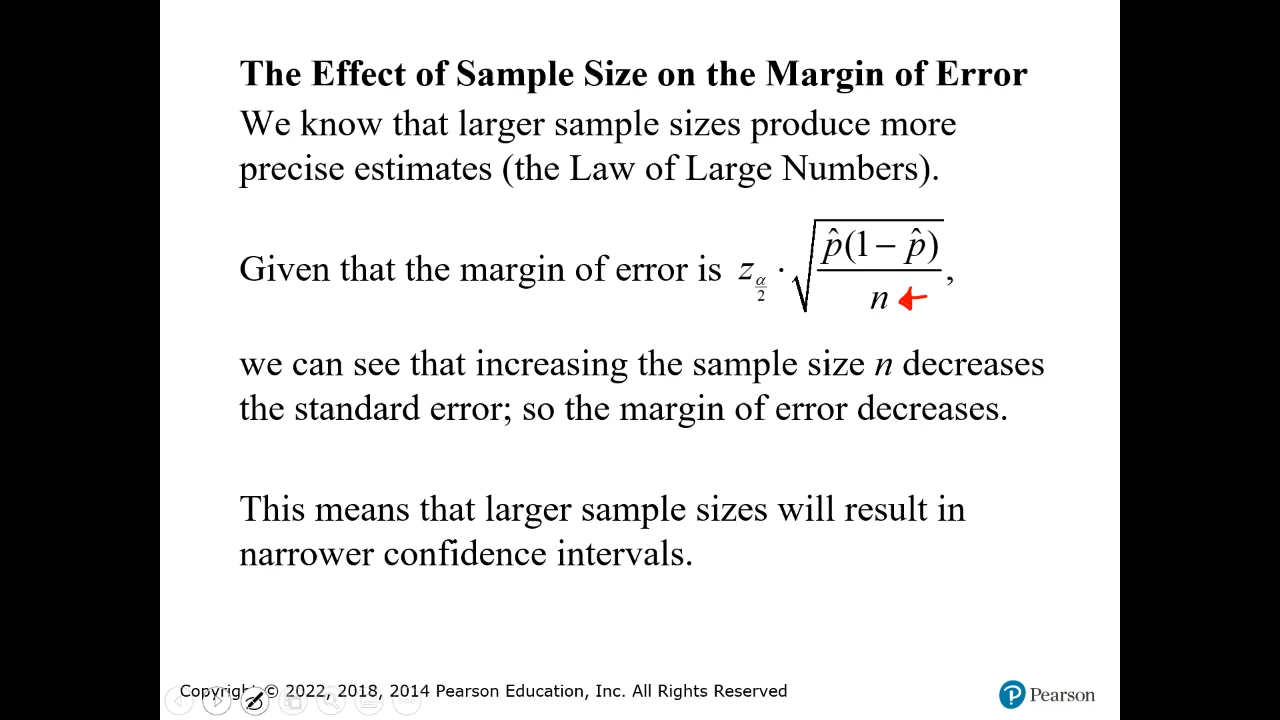 The Effect of Sample Size on the Margin of Error
We know that larger sample sizes produce more
precise estimates (the Law of Large Numbers).
Given that the margin of error is z_{α/2} · √(p̂(1 − p̂)/n),
we can see that increasing the sample size n decreases
the standard error; so the margin of error decreases.
This means that larger sample sizes will result in
narrower confidence intervals.
Copyright © 2022, 2018, 2014 Pearson Education, Inc. All Rights Reserved
P Pearson